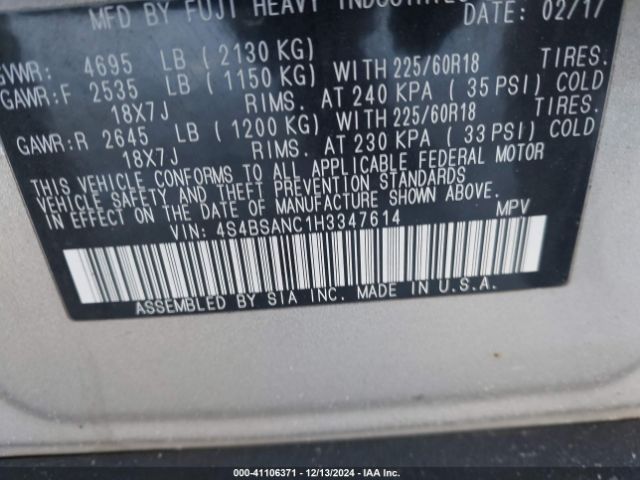 MFD BY FUJI HEAVY
DATE: 02/17
GVWR: 4695 LB ( 2130 KG)
GAWR:F 2535 LB ( 1150 KG) WITH 225/60R18 TIRES.
18X7J RIMS. AT 240 KPA ( 35 PSI) COLD
GAWR:R 2645 LB ( 1200 KG) WITH 225/60R18 TIRES.
18X7J RIMS. AT 230 KPA ( 33 PSI) COLD
THIS VEHICLE CONFORMS TO ALL APPLICABLE FEDERAL MOTOR
VEHICLE SAFETY AND THEFT PREVENTION STANDARDS
IN EFFECT ON THE DATE OF MANUFACTURE SHOWN ABOVE.
VIN: 4S4BSANC1H3347614 MPV
ASSEMBLED BY SIA INC. MADE IN U.S.A.
000-41106371 | 12/13/2024 - IAA Inc.